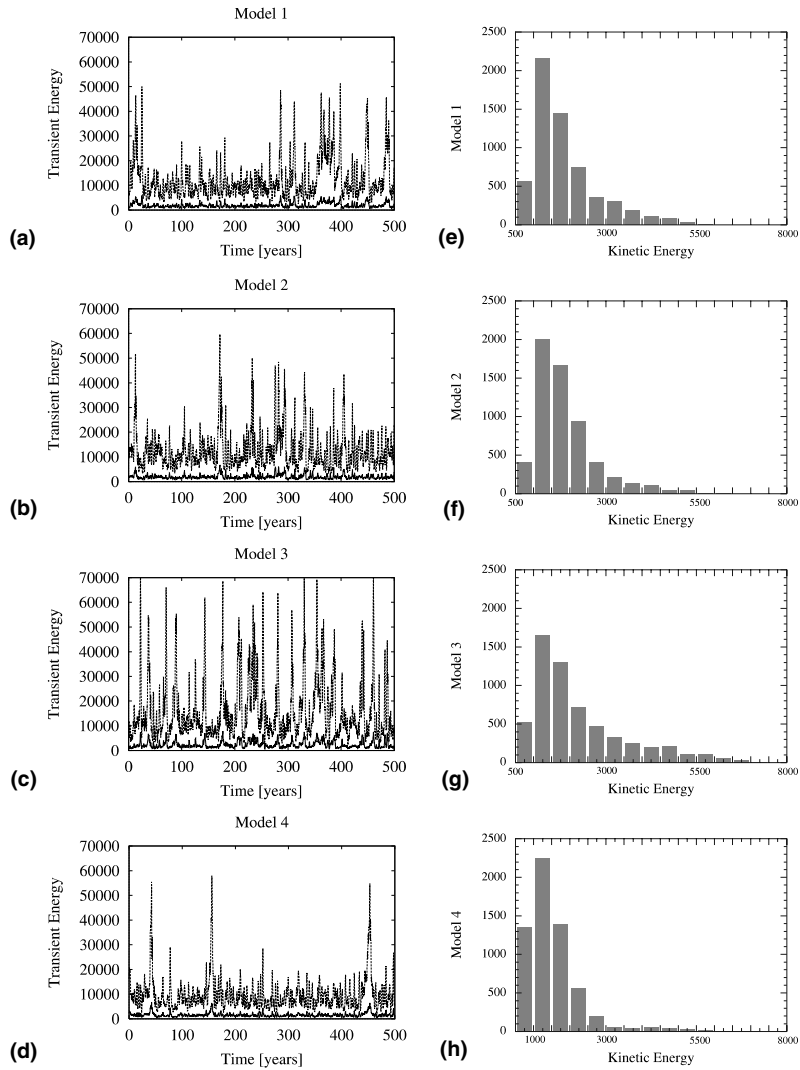 Model 1
70000
60000
50000
40000
30000
20000
10000
0
Transient Energy
0 100 200 300 400 500
Time [years]
(a)
2500
2000
1500
1000
500
0
Model 1
500 3000 5500 8000
Kinetic Energy
(e)
Model 2
70000
60000
50000
40000
30000
20000
10000
0
Transient Energy
0 100 200 300 400 500
Time [years]
(b)
2500
2000
1500
1000
500
0
Model 2
500 3000 5500 8000
Kinetic Energy
(f)
Model 3
70000
60000
50000
40000
30000
20000
10000
0
Transient Energy
0 100 200 300 400 500
Time [years]
(c)
2500
2000
1500
1000
500
0
Model 3
500 3000 5500 8000
Kinetic Energy
(g)
Model 4
70000
60000
50000
40000
30000
20000
10000
0
Transient Energy
0 100 200 300 400 500
Time [years]
(d)
2500
2000
1500
1000
500
0
Model 4
1000 3000 5500 8000
Kinetic Energy
(h)